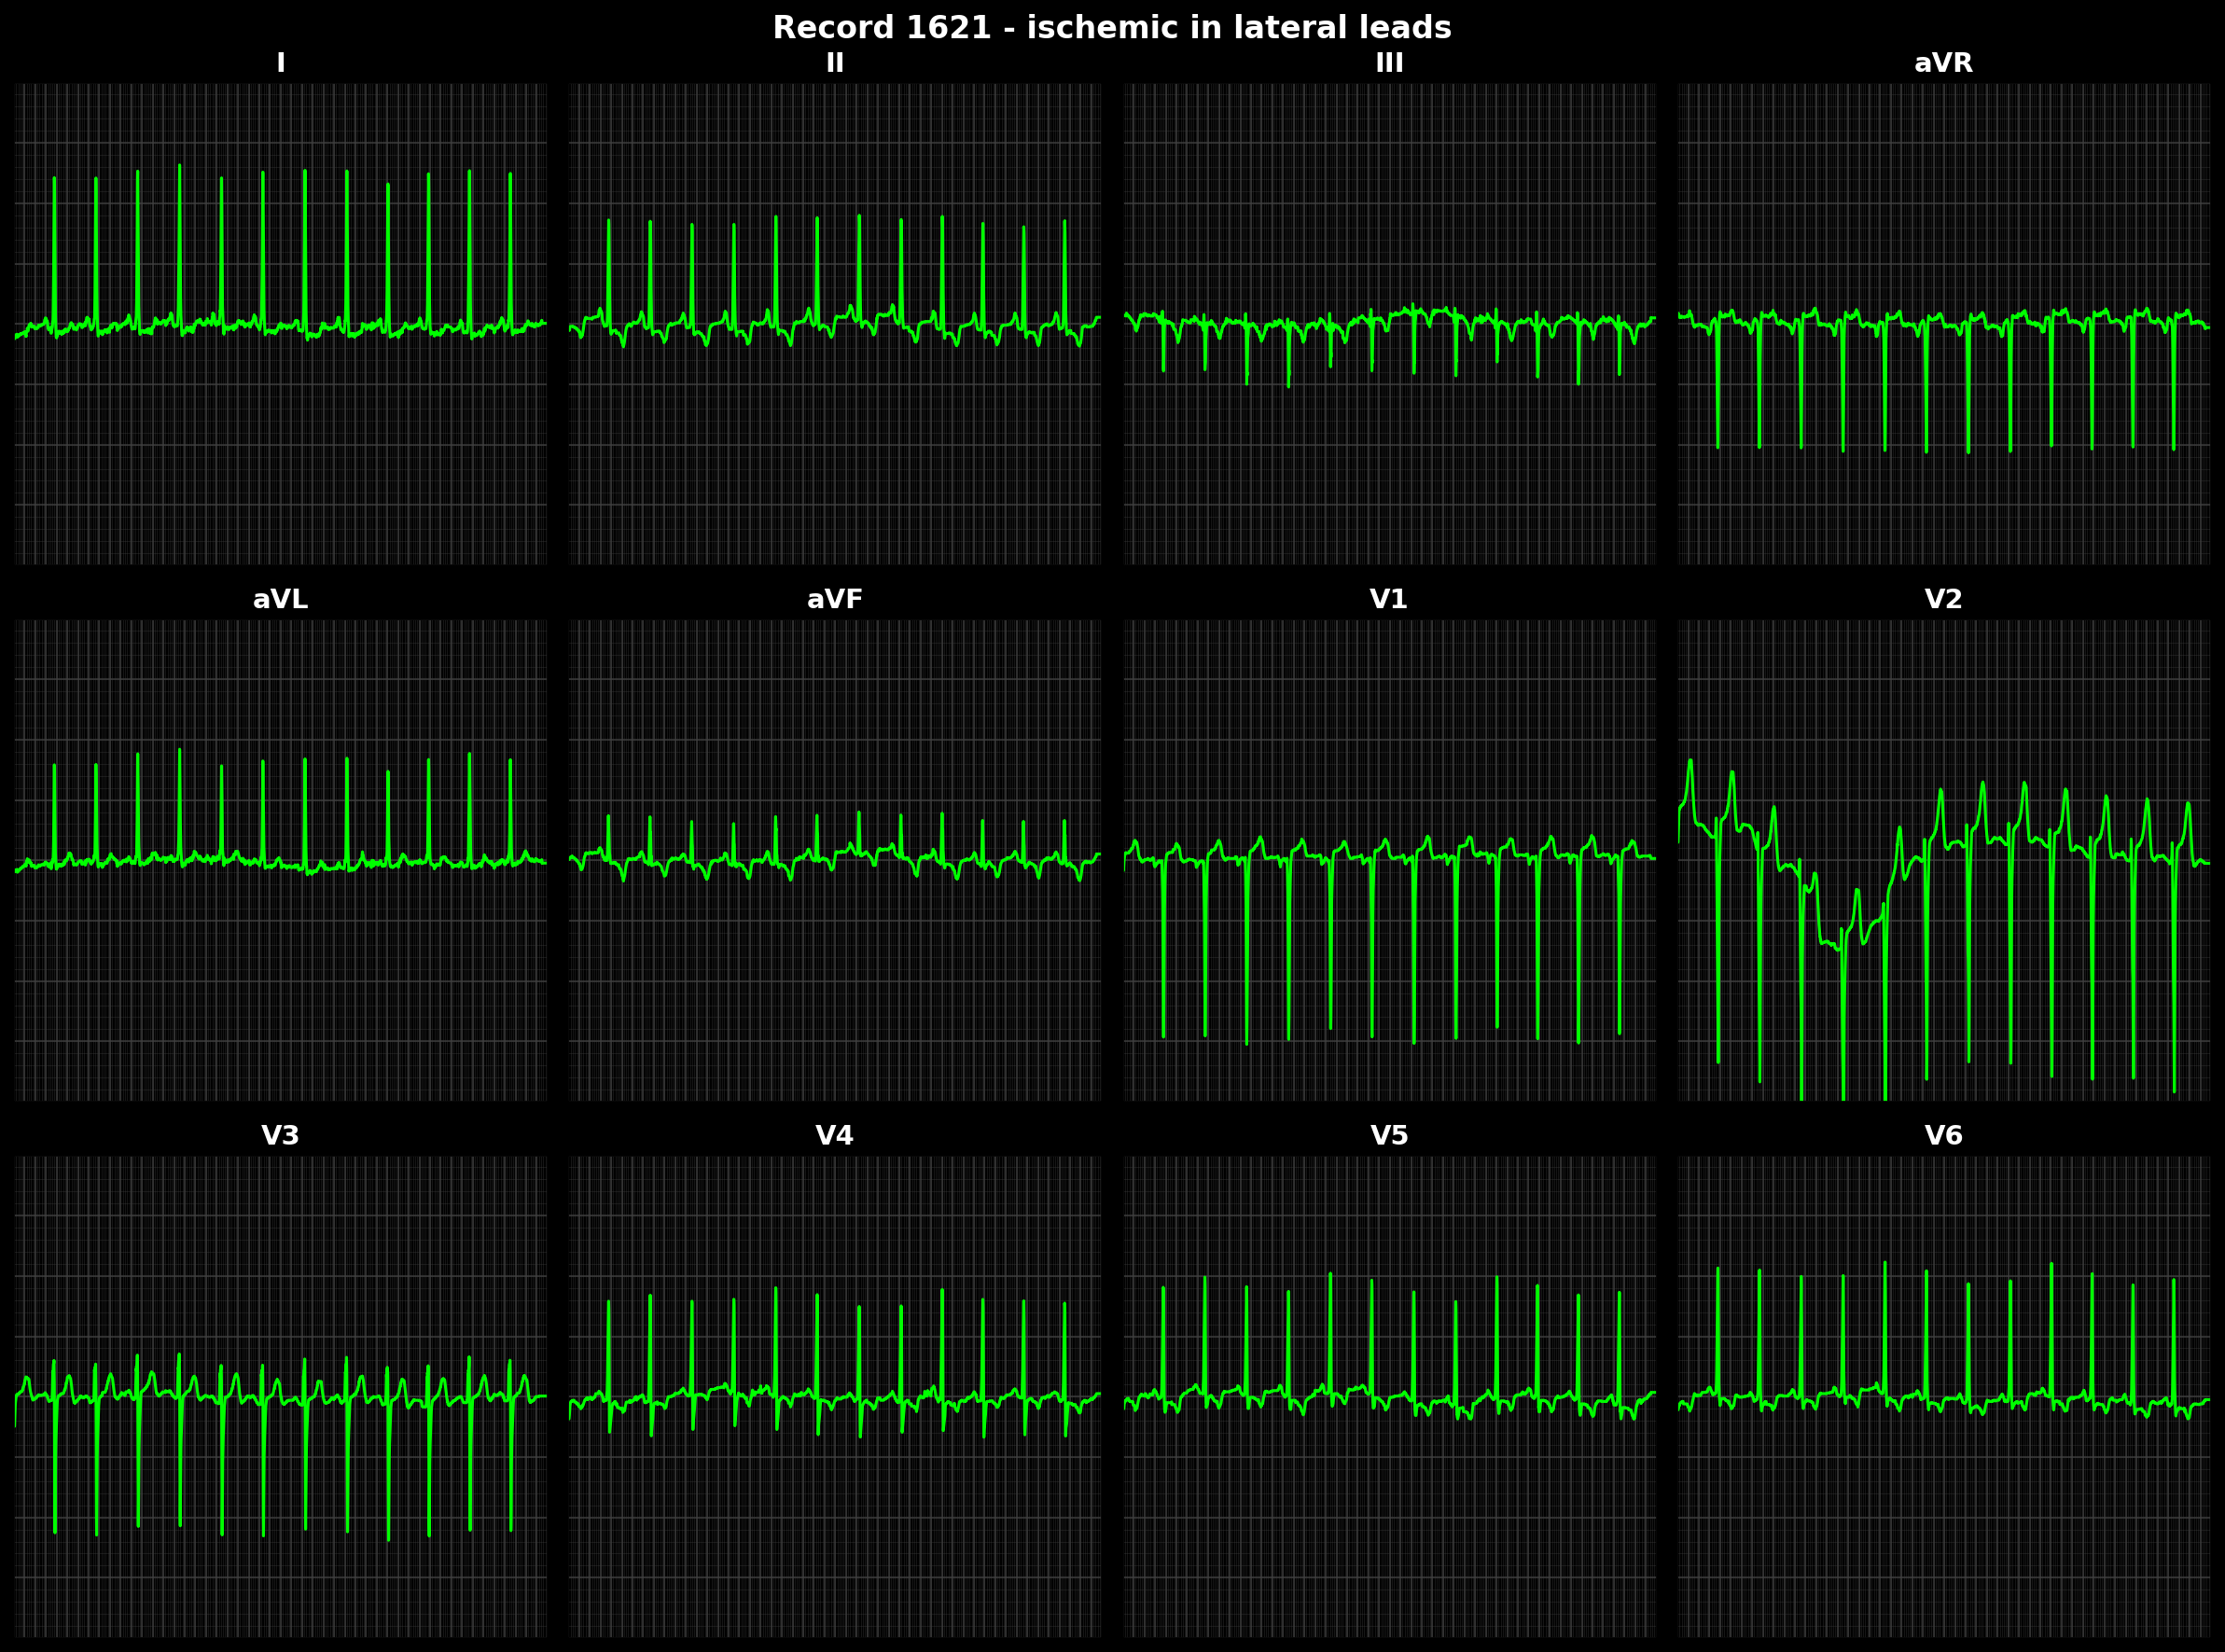 Record 1621 - ischemic in lateral leads
I II III aVR
aVL aVF V1 V2
V3 V4 V5 V6